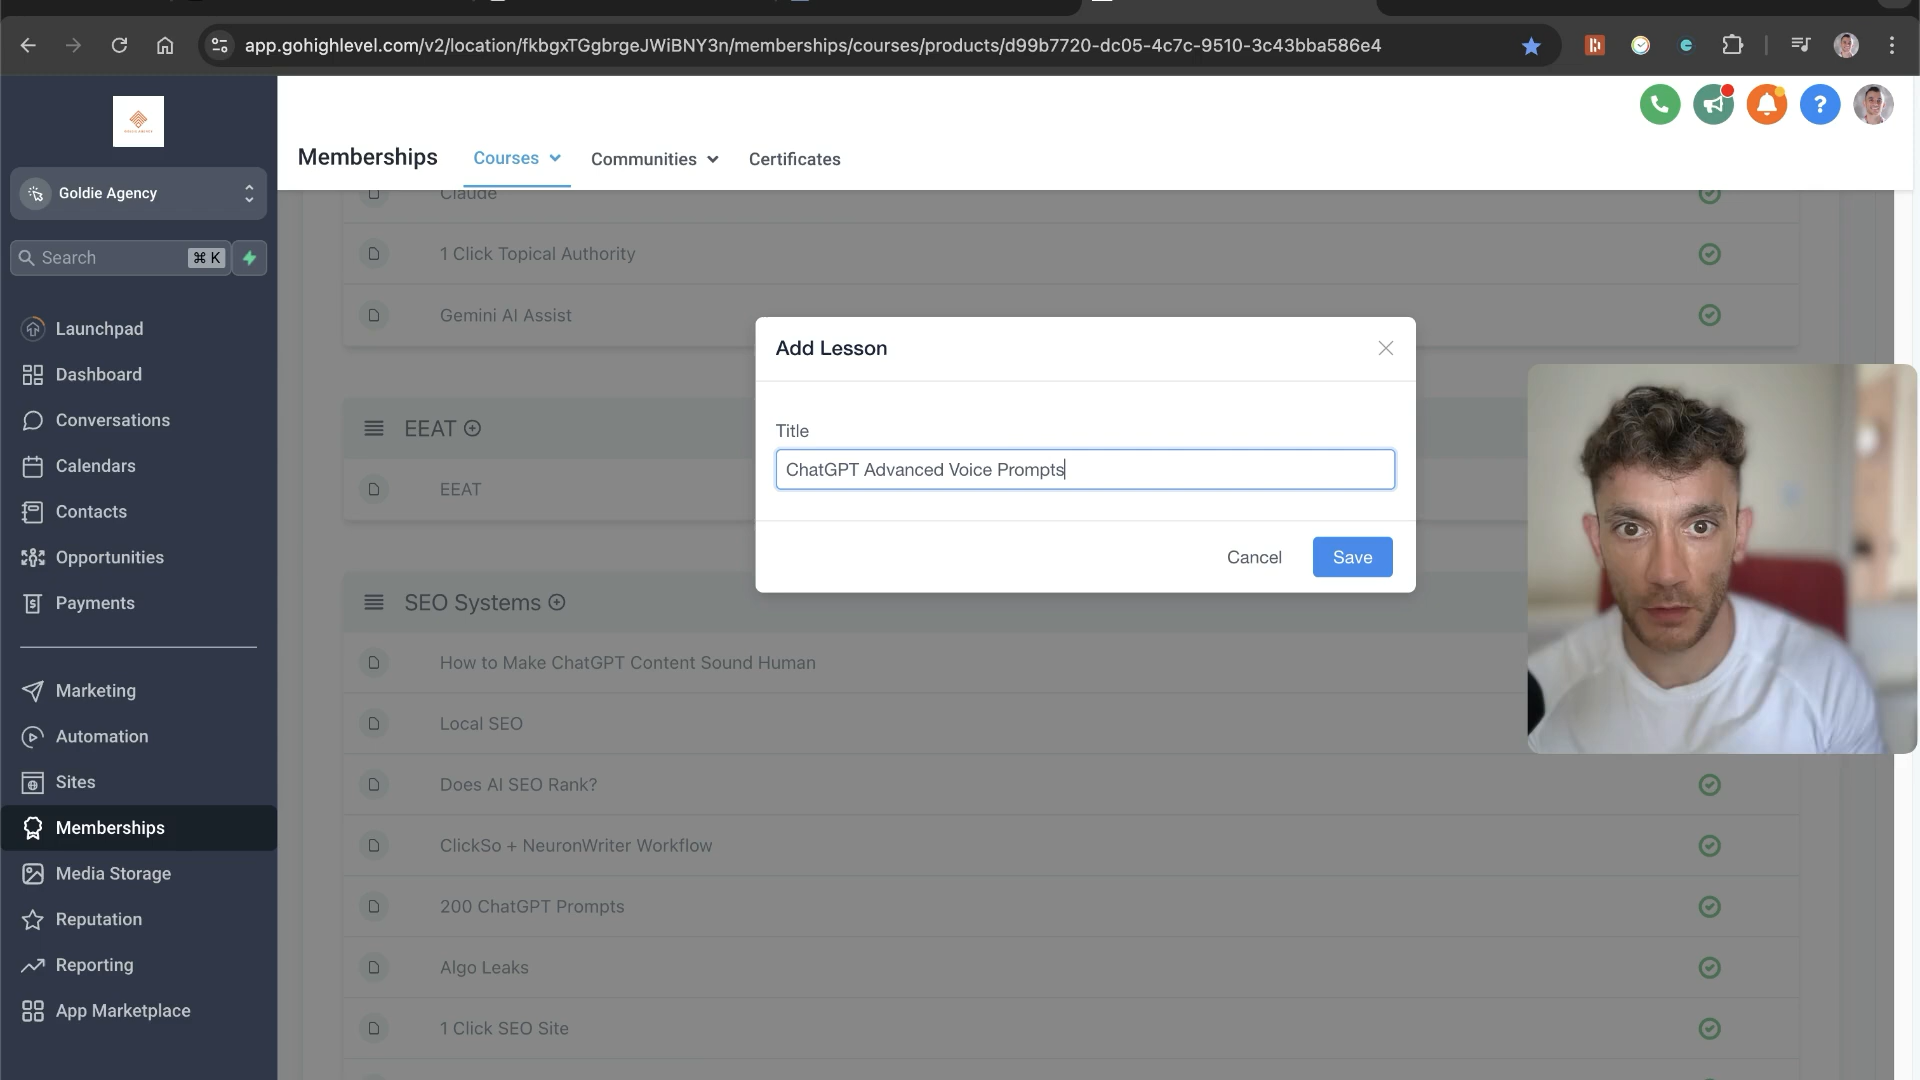 app.gohighlevel.com/v2/location/fkbgxTGgbrgeJWiBNY3n/memberships/courses/products/d99b7720-dc05-4c7c-9510-3c43bba586e4
Memberships
Courses
Communities
Certificates
Goldie Agency
Search
⌘ K
Launchpad
Dashboard
Conversations
Calendars
Contacts
Opportunities
Payments
Marketing
Automation
Sites
Memberships
Media Storage
Reputation
Reporting
App Marketplace
Claude
1 Click Topical Authority
Gemini AI Assist
EEAT
EEAT
SEO Systems
How to Make ChatGPT Content Sound Human
Local SEO
Does AI SEO Rank?
ClickSo + NeuronWriter Workflow
200 ChatGPT Prompts
Algo Leaks
1 Click SEO Site
Add Lesson
Title
ChatGPT Advanced Voice Prompts
Cancel
Save